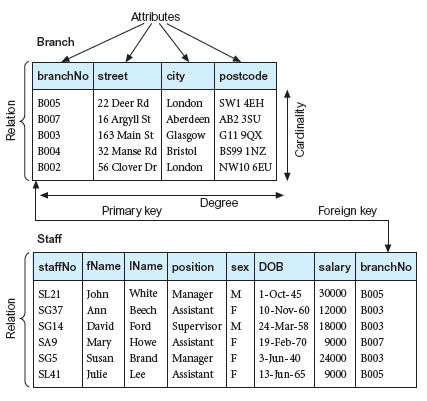 Attributes
Branch
branchNo street city postcode
B005 22 Deer Rd London SW1 4EH
B007 16 Argyll St Aberdeen AB2 3SU
B003 163 Main St Glasgow G11 9QX
B004 32 Manse Rd Bristol BS99 1NZ
B002 56 Clover Dr London NW10 6EU
Relation
Cardinality
Degree
Primary key
Foreign key
Staff
staffNo fName lName position sex DOB salary branchNo
SL21 John White Manager M 1-Oct-45 30000 B005
SG37 Ann Beech Assistant F 10-Nov-60 12000 B003
SG14 David Ford Supervisor M 24-Mar-58 18000 B003
SA9 Mary Howe Assistant F 19-Feb-70 9000 B007
SG5 Susan Brand Manager F 3-Jun-40 24000 B003
SL41 Julie Lee Assistant F 13-Jun-65 9000 B005
Relation